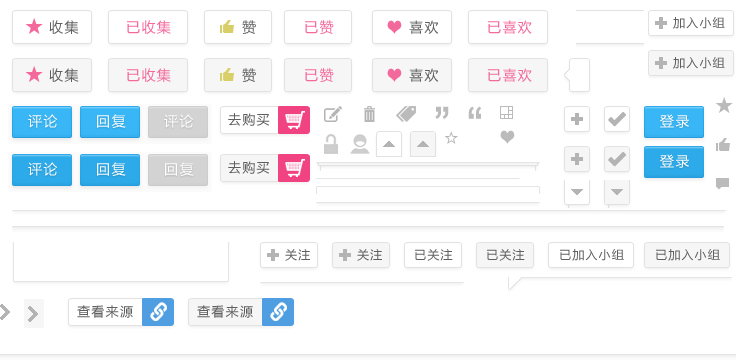 收集 已收集 赞 已赞 喜欢 已喜欢 加入小组
收集 已收集 赞 已赞 喜欢 已喜欢 加入小组
评论 回复 评论 去购买 登录
评论 回复 回复 去购买 登录
关注 关注 已关注 已关注 已加入小组 已加入小组
查看来源 查看来源